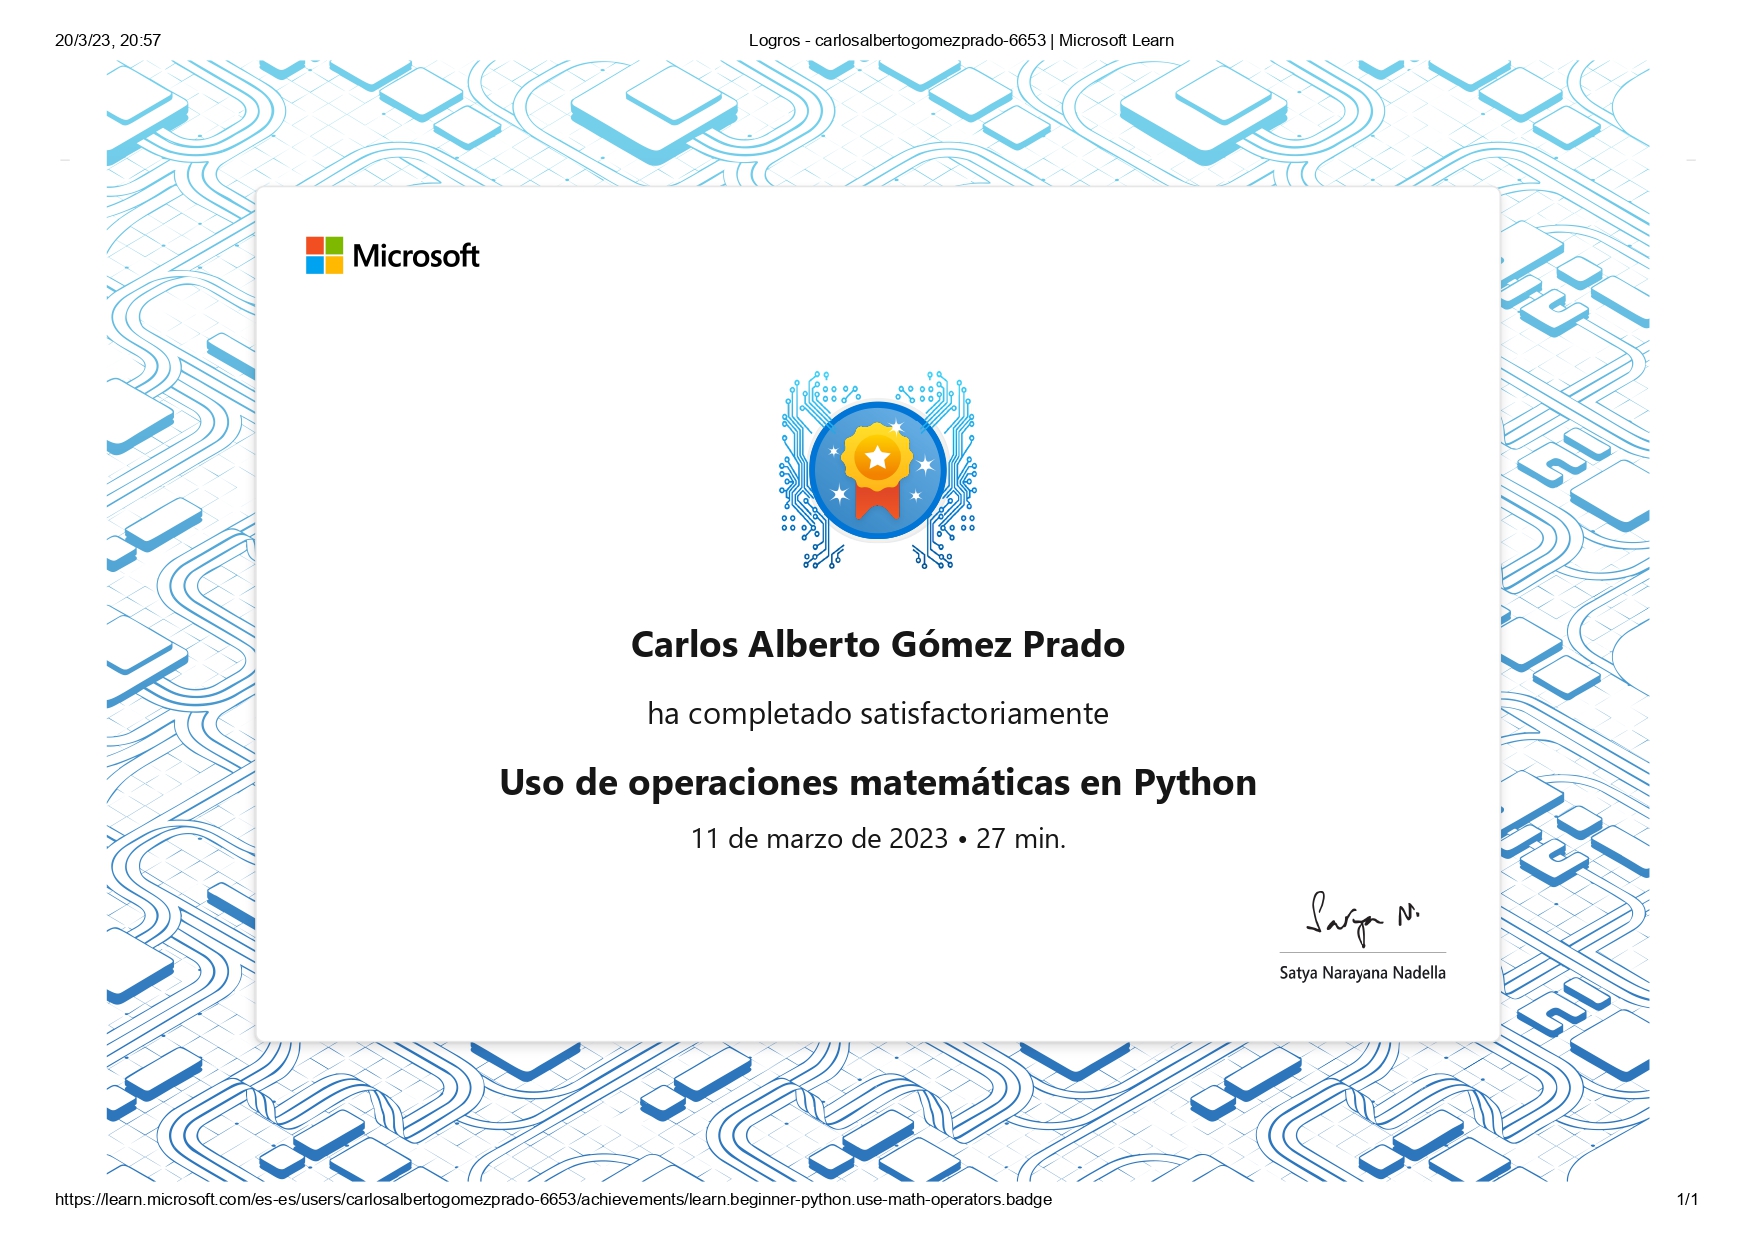 20/3/23, 20:57
Logros - carlosalbertogomezprado-6653 | Microsoft Learn
Microsoft
Carlos Alberto Gómez Prado
ha completado satisfactoriamente
Uso de operaciones matemáticas en Python
11 de marzo de 2023 • 27 min.
Satya N.
Satya Narayana Nadella
https://learn.microsoft.com/es-es/users/carlosalbertogomezprado-6653/achievements/learn.beginner-python.use-math-operators.badge
1/1